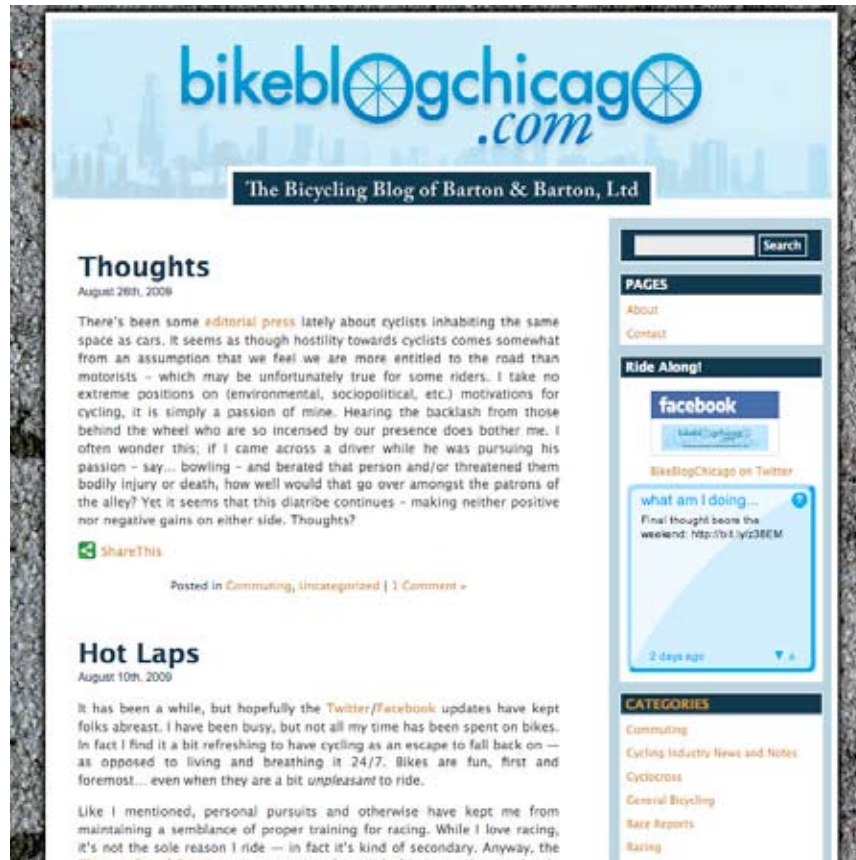 bikeblogchicago
.com
The Bicycling Blog of Barton & Barton, Ltd
Thoughts
August 26th, 2009
There's been some editorial press lately about cyclists inhabiting the same
space as cars. It seems as though hostility towards cyclists comes somewhat
from an assumption that we feel we are more entitled to the road than
motorists – which may be unfortunately true for some riders. I take no
extreme positions on (environmental, sociopolitical, etc.) motivations for
cycling, it is simply a passion of mine. Hearing the backlash from those
behind the wheel who are so incensed by our presence does bother me. I
often wonder this; if I came across a driver while he was pursuing his
passion – say... bowling – and berated that person and/or threatened them
bodily injury or death, how well would that go over amongst the patrons of
the alley? Yet it seems that this diatribe continues – making neither positive
nor negative gains on either side. Thoughts?
ShareThis
Posted in Commuting, Uncategorized | 1 Comment »
Hot Laps
August 10th, 2009
It has been a while, but hopefully the Twitter/Facebook updates have kept
folks abreast. I have been busy, but not all my time has been spent on bikes.
In fact I find it a bit refreshing to have cycling as an escape to fall back on —
as opposed to living and breathing it 24/7. Bikes are fun, first and
foremost... even when they are a bit unpleasant to ride.
Like I mentioned, personal pursuits and otherwise have kept me from
maintaining a semblance of proper training for racing. While I love racing,
it's not the sole reason I ride — in fact it's kind of secondary. Anyway, the
Search
PAGES
About
Contact
Ride Along!
facebook
bikeblogchicago
BikeBlogChicago on Twitter
what am I doing... ?
Final thought beore the
weekend: http://bit.ly/z38EM
2 days ago
CATEGORIES
Commuting
Cycling Industry News and Notes
Cyclocross
General Bicycling
Race Reports
Racing